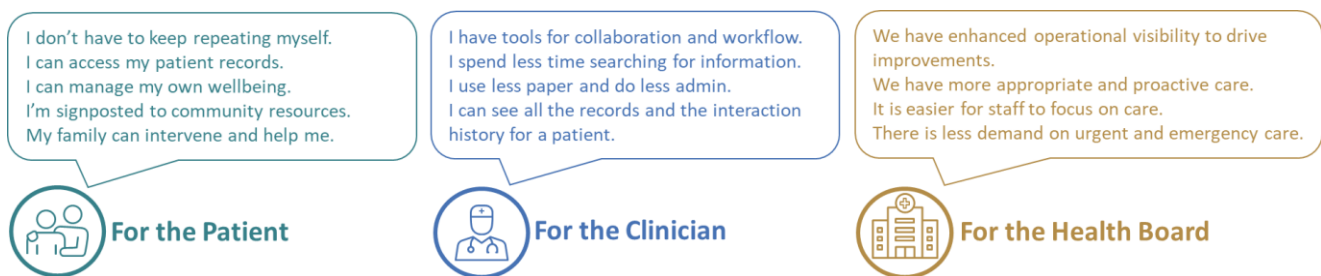 I don’t have to keep repeating myself.
I can access my patient records.
I can manage my own wellbeing.
I’m signposted to community resources.
My family can intervene and help me.
For the Patient
I have tools for collaboration and workflow.
I spend less time searching for information.
I use less paper and do less admin.
I can see all the records and the interaction
history for a patient.
For the Clinician
We have enhanced operational visibility to drive
improvements.
We have more appropriate and proactive care.
It is easier for staff to focus on care.
There is less demand on urgent and emergency care.
For the Health Board